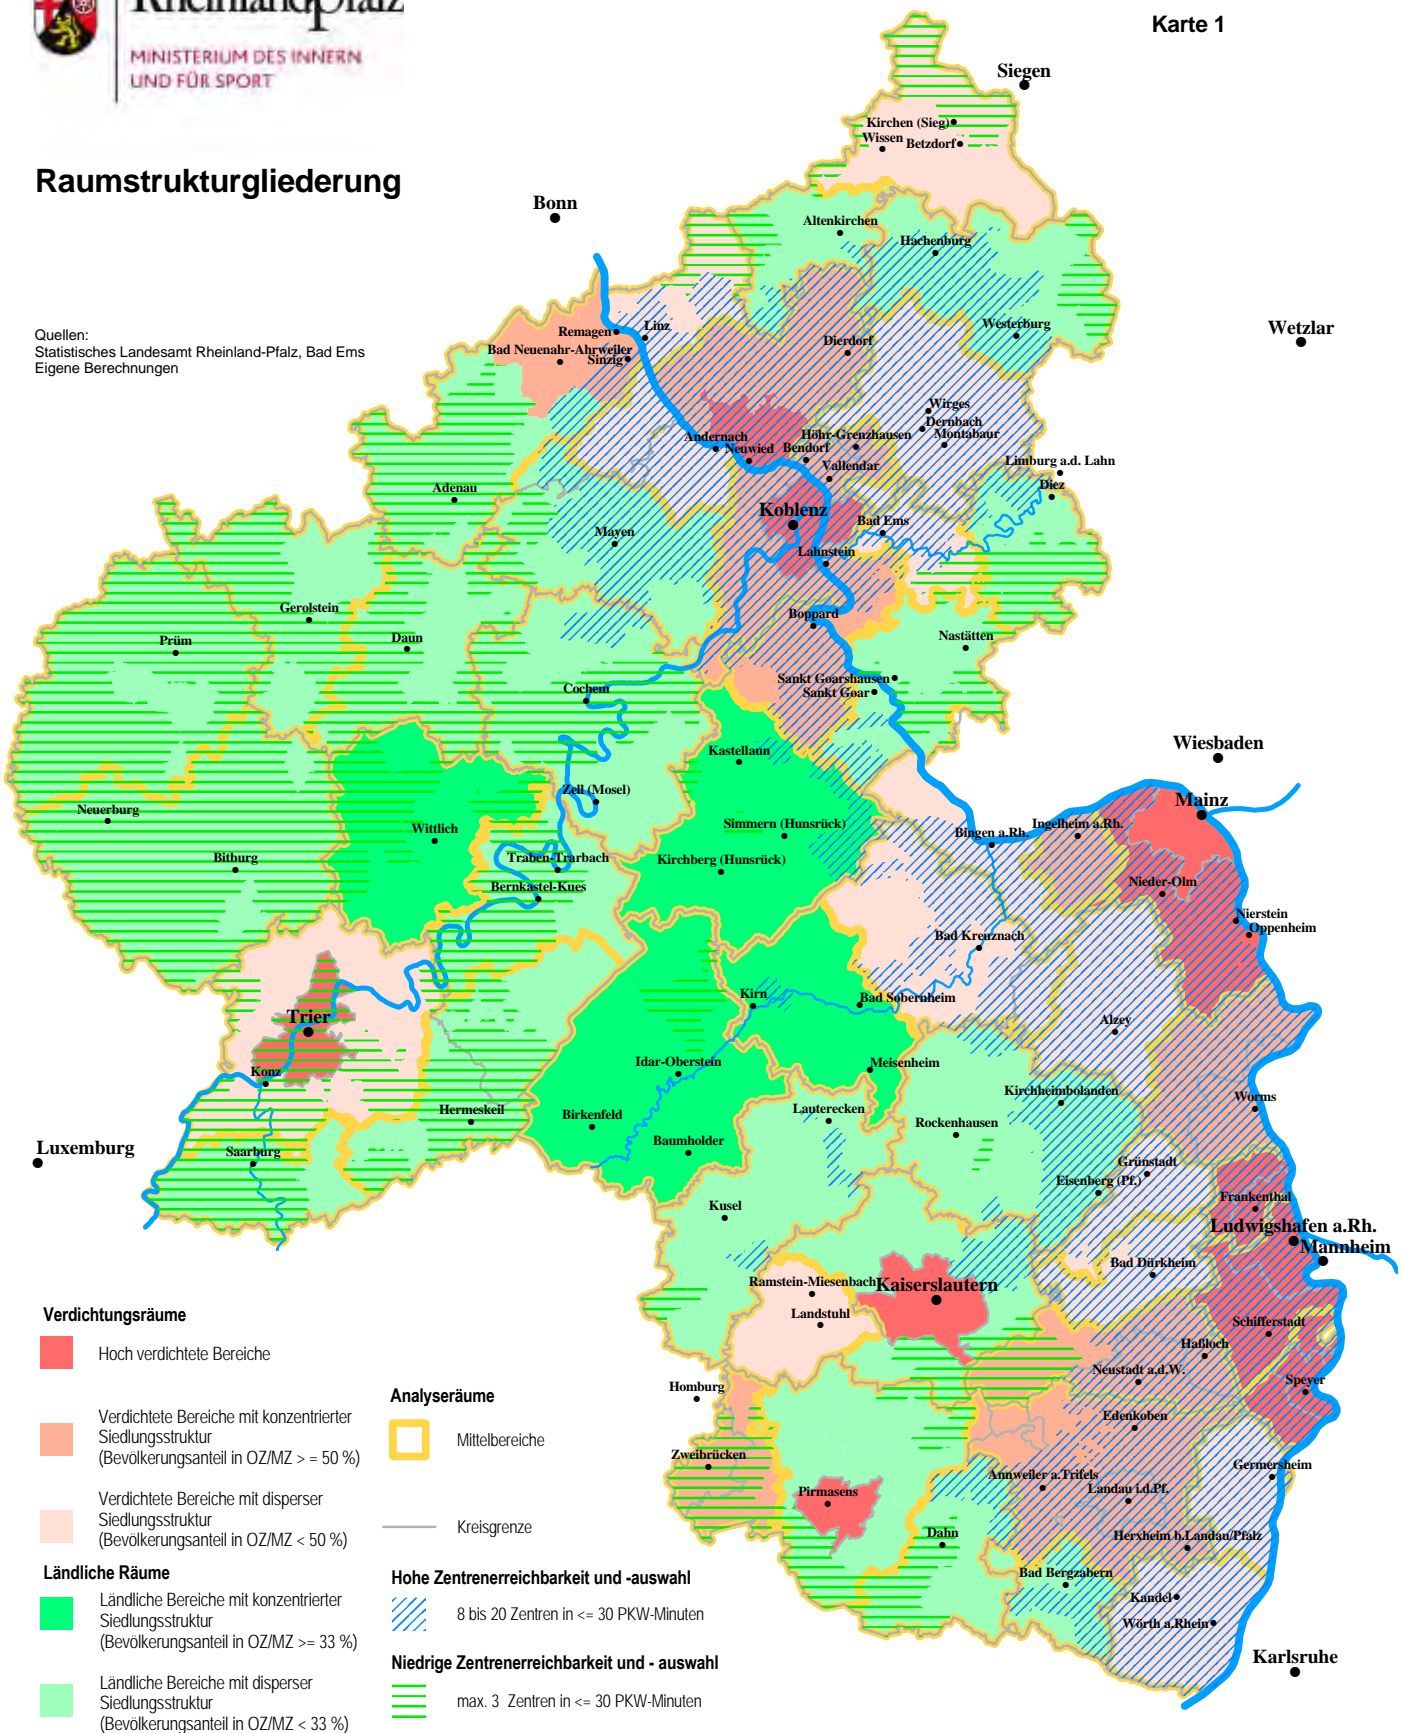 Rheinland-Pfalz
MINISTERIUM DES INNERN
UND FÜR SPORT
Karte 1
Raumstrukturgliederung
Quellen:
Statistisches Landesamt Rheinland-Pfalz, Bad Ems
Eigene Berechnungen
Siegen
Kirchen (Sieg)
Wissen
Betzdorf
Bonn
Altenkirchen
Hachenburg
Remagen
Linz
Bad Neuenahr-Ahrweiler
Sinzig
Dierdorf
Westerburg
Wetzlar
Wirges
Dernbach
Montabaur
Andernach
Neuwied
Bendorf
Höhr-Grenzhausen
Vallendar
Limburg a.d. Lahn
Diez
Adenau
Koblenz
Bad Ems
Mayen
Lahnstein
Gerolstein
Prüm
Daun
Boppard
Nastätten
Sankt Goarshausen
Sankt Goar
Cochem
Kastellaun
Wiesbaden
Zell (Mosel)
Mainz
Neuerburg
Wittlich
Simmern (Hunsrück)
Bingen a.Rh.
Ingelheim a.Rh.
Bitburg
Traben-Trarbach
Kirchberg (Hunsrück)
Bernkastel-Kues
Nieder-Olm
Nierstein
Oppenheim
Bad Kreuznach
Kirn
Bad Sobernheim
Trier
Alzey
Konz
Idar-Oberstein
Meisenheim
Kirchheimbolanden
Worms
Hermeskeil
Birkenfeld
Lauterecken
Rockenhausen
Luxemburg
Saarburg
Baumholder
Grünstadt
Eisenberg (Pf.)
Frankenthal
Kusel
Ludwigshafen a.Rh.
Mannheim
Bad Dürkheim
Ramstein-Miesenbach
Kaiserslautern
Landstuhl
Schifferstadt
Haßloch
Neustadt a.d.W.
Speyer
Homburg
Edenkoben
Zweibrücken
Germersheim
Annweiler a.Trifels
Landau i.d.Pf.
Pirmasens
Dahn
Herxheim b.Landau/Pfalz
Bad Bergzabern
Kandel
Wörth a.Rhein
Karlsruhe
Verdichtungsräume
Hoch verdichtete Bereiche
Verdichtete Bereiche mit konzentrierter
Siedlungsstruktur
(Bevölkerungsanteil in OZ/MZ > = 50 %)
Verdichtete Bereiche mit disperser
Siedlungsstruktur
(Bevölkerungsanteil in OZ/MZ < 50 %)
Ländliche Räume
Ländliche Bereiche mit konzentrierter
Siedlungsstruktur
(Bevölkerungsanteil in OZ/MZ >= 33 %)
Ländliche Bereiche mit disperser
Siedlungsstruktur
(Bevölkerungsanteil in OZ/MZ < 33 %)
Analyseräume
Mittelbereiche
Kreisgrenze
Hohe Zentrenerreichbarkeit und -auswahl
8 bis 20 Zentren in <= 30 PKW-Minuten
Niedrige Zentrenerreichbarkeit und - auswahl
max. 3 Zentren in <= 30 PKW-Minuten